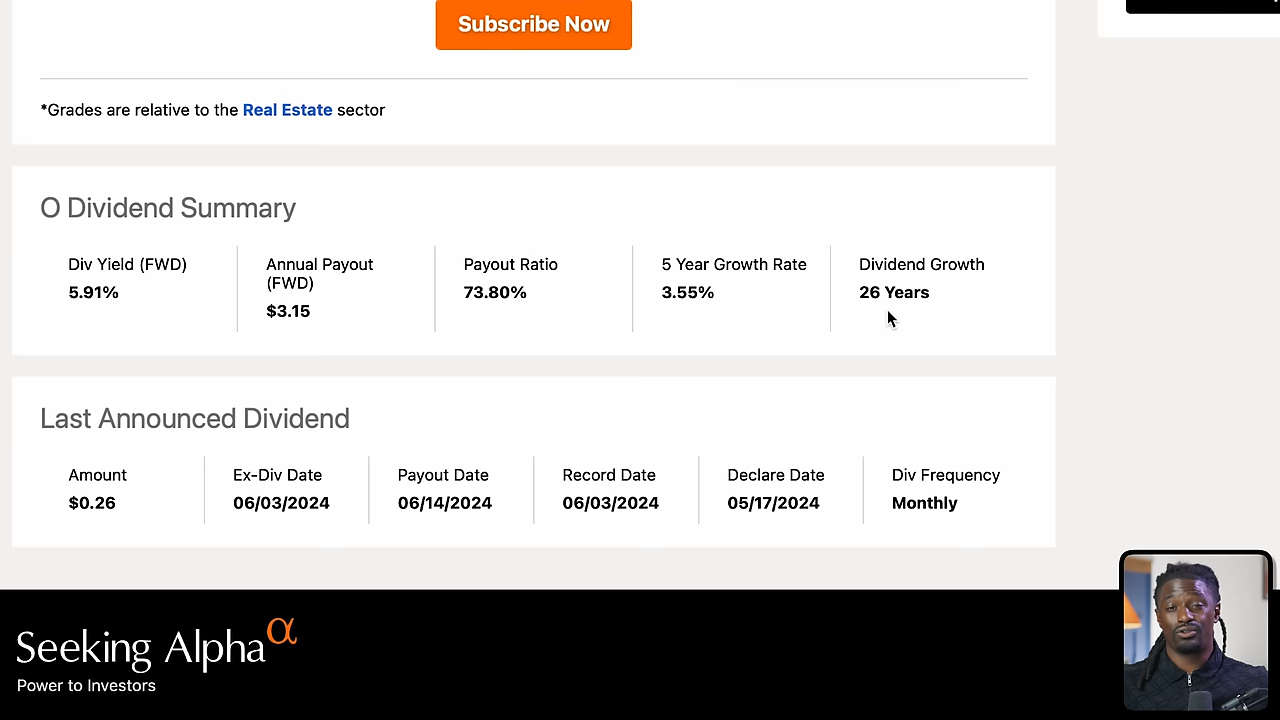 Subscribe Now
*Grades are relative to the Real Estate sector
O Dividend Summary
Div Yield (FWD)
5.91%
Annual Payout
(FWD)
$3.15
Payout Ratio
73.80%
5 Year Growth Rate
3.55%
Dividend Growth
26 Years
Last Announced Dividend
Amount
$0.26
Ex-Div Date
06/03/2024
Payout Date
06/14/2024
Record Date
06/03/2024
Declare Date
05/17/2024
Div Frequency
Monthly
Seeking Alpha α
Power to Investors